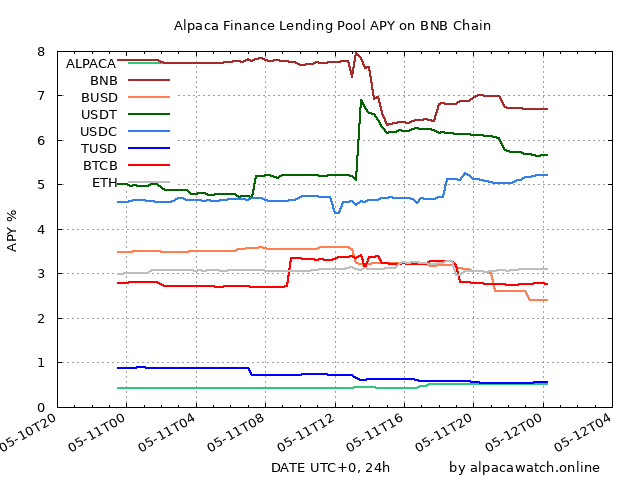 Alpaca Finance Lending Pool APY on BNB Chain
8
7
6
5
4
3
2
1
0
APY %
ALPACA
BNB
BUSD
USDT
USDC
TUSD
BTCB
ETH
05-10T20
05-11T00
05-11T04
05-11T08
05-11T12
05-11T16
05-11T20
05-12T00
05-12T04
DATE UTC+0, 24h
by alpacawatch.online